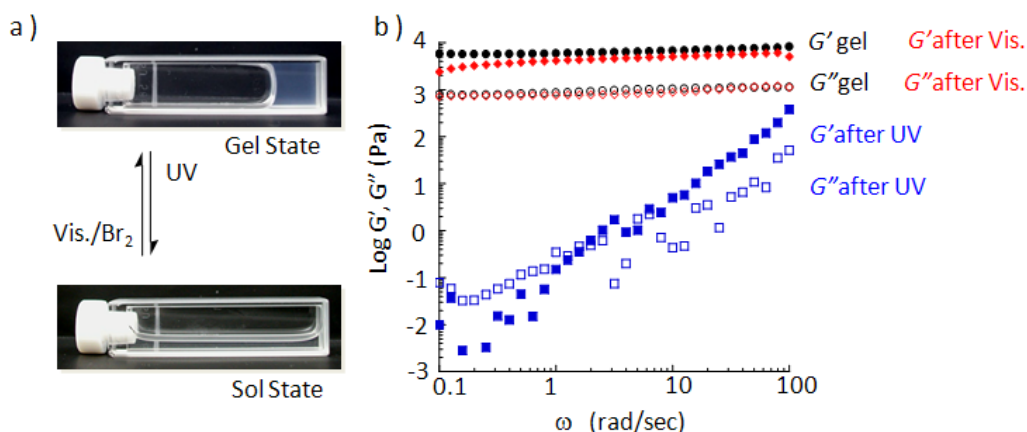 a )
Gel State
UV
Vis./Br₂
Sol State
b )
Log G′, G″ (Pa)
4
3
2
1
0
-1
-2
-3
0.1
1
10
100
ω (rad/sec)
G′ gel
G′ after Vis.
G″ gel
G″ after Vis.
G′ after UV
G″ after UV